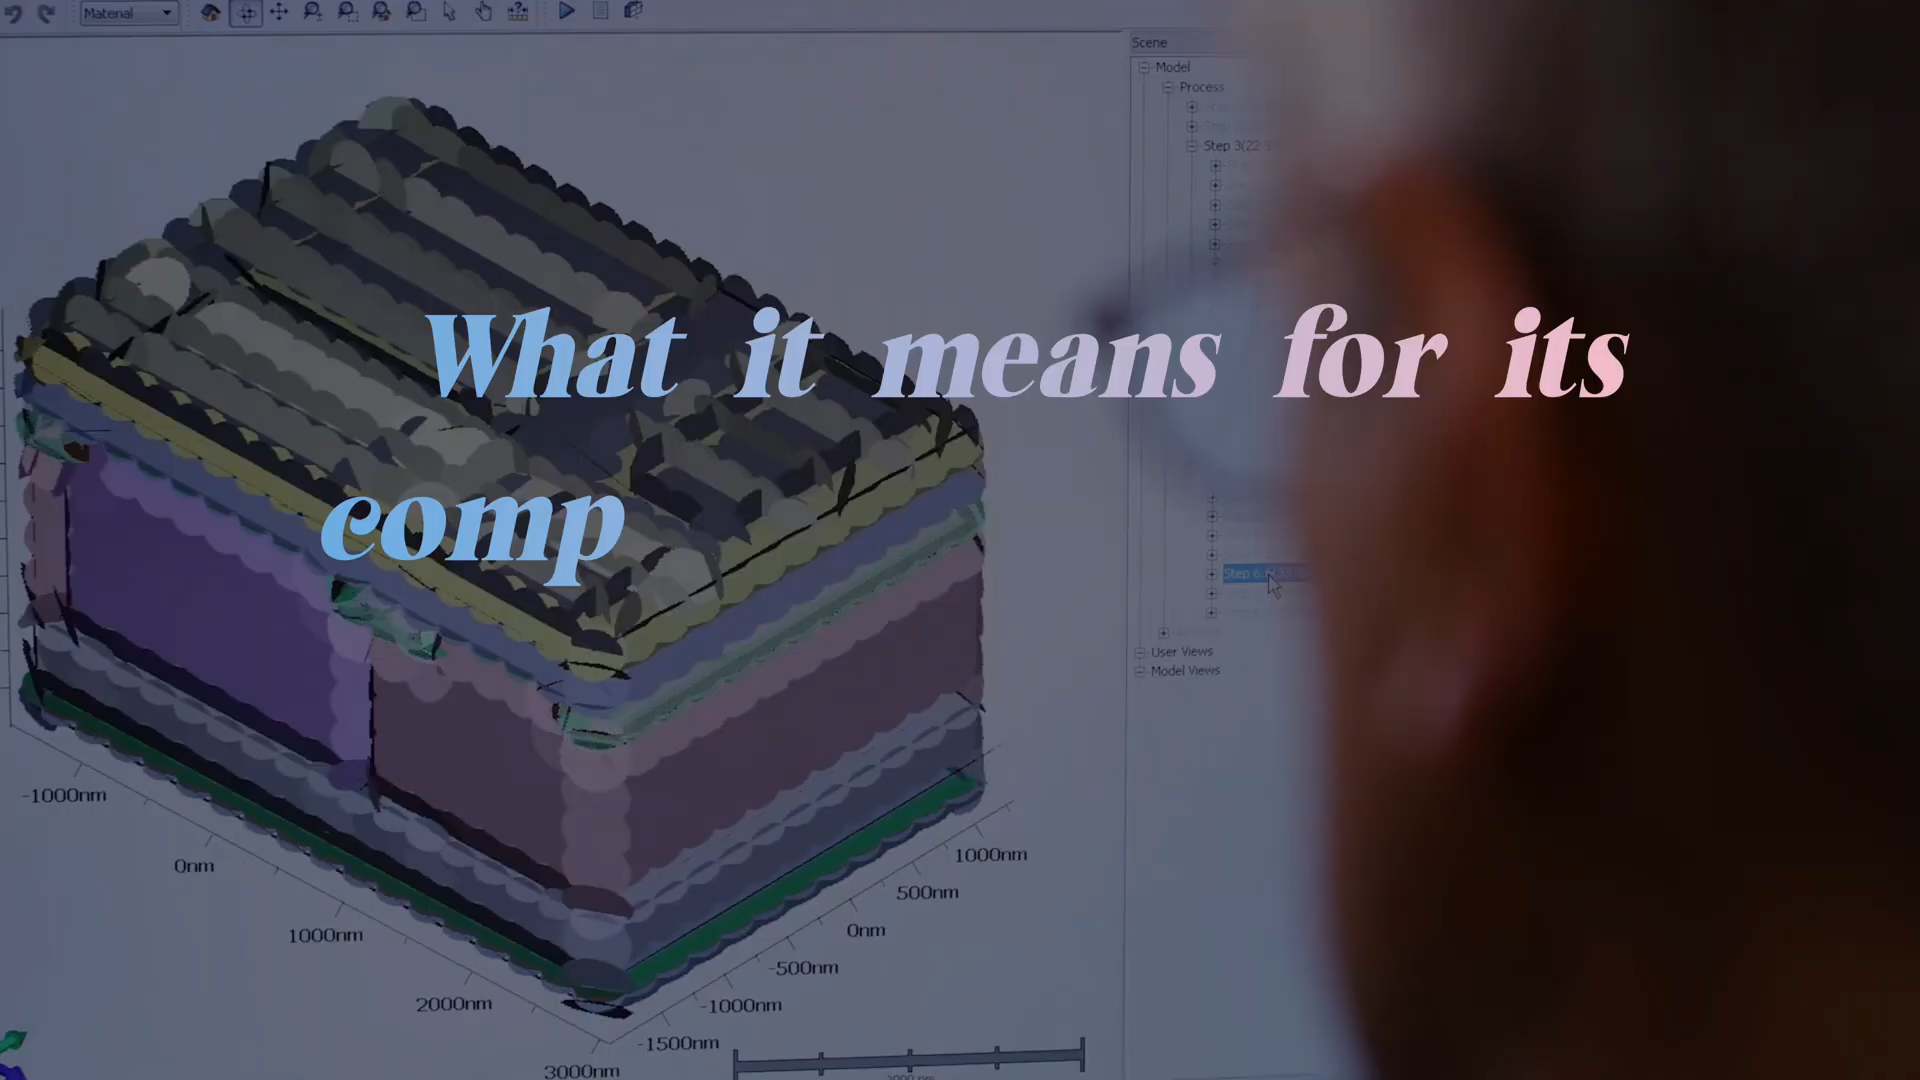 Material
Scene
Model
Process
Step 3(22
What it means for its
comp
User Views
Model Views
-1000nm
0nm
1000nm
2000nm
3000nm
1000nm
500nm
0nm
-500nm
-1000nm
-1500nm